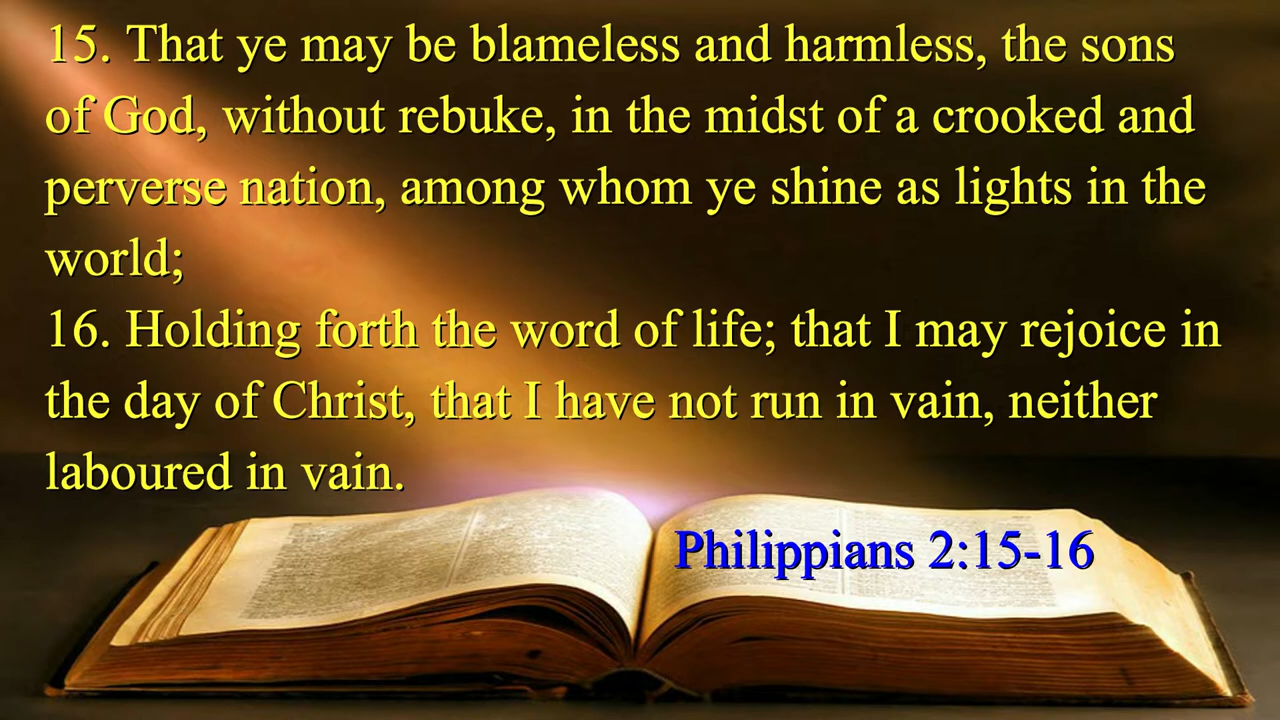 15. That ye may be blameless and harmless, the sons
of God, without rebuke, in the midst of a crooked and
perverse nation, among whom ye shine as lights in the
world;
16. Holding forth the word of life; that I may rejoice in
the day of Christ, that I have not run in vain, neither
laboured in vain.
Philippians 2:15-16